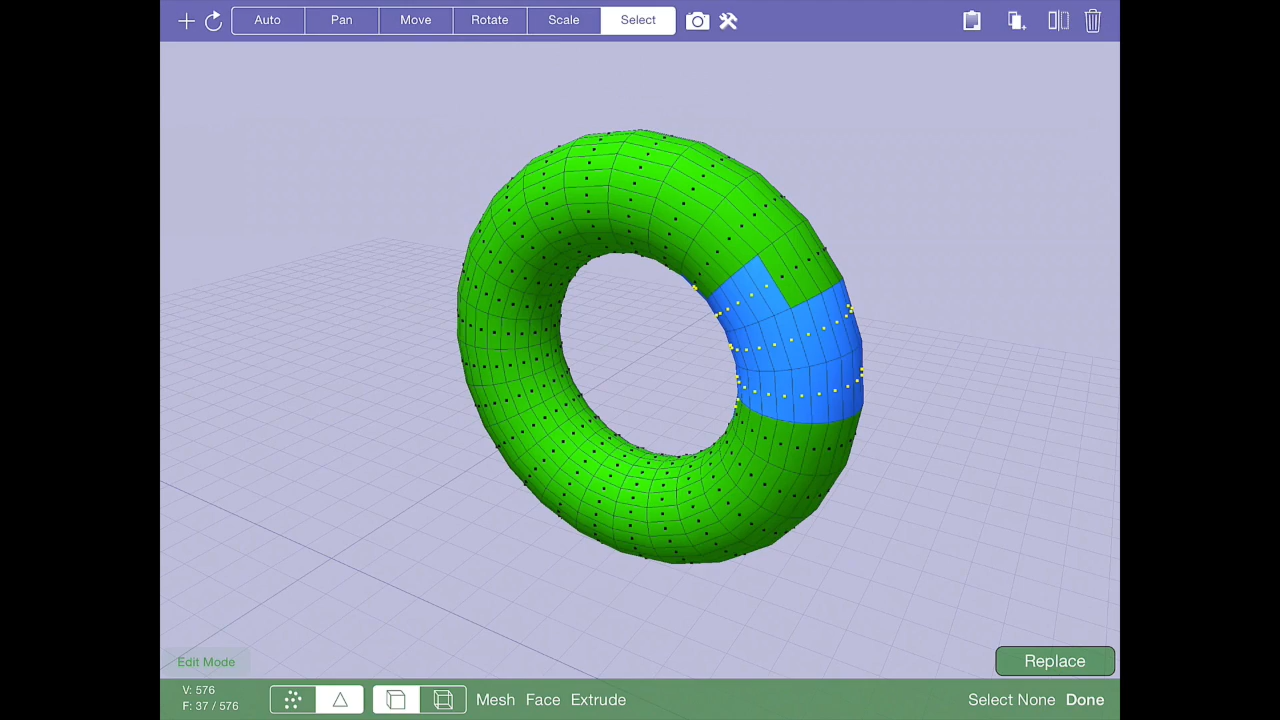 Auto Pan Move Rotate Scale Select
Edit Mode
Replace
V: 576
F: 37 / 576
Mesh Face Extrude
Select None Done